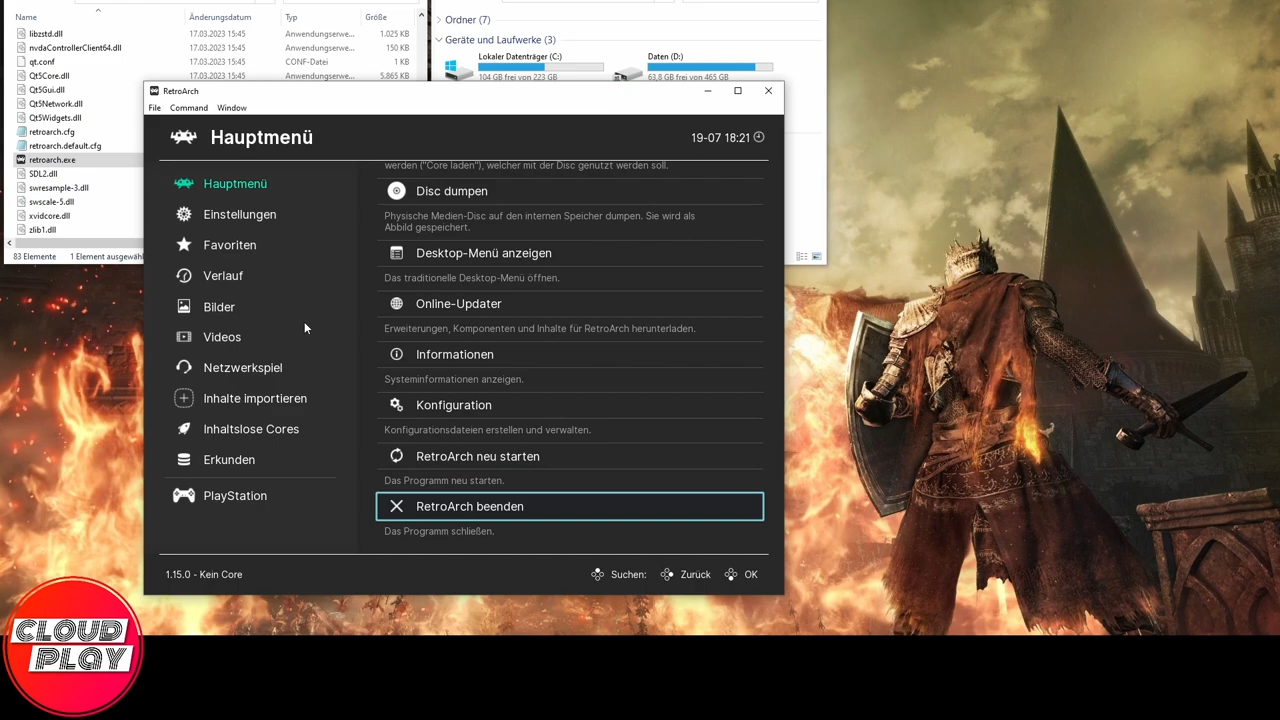 Name Änderungsdatum Typ Größe
libzstd.dll 17.03.2023 15:45 Anwendungserwe... 1.025 KB
nvdaControllerClient64.dll 17.03.2023 15:45 Anwendungserwe... 150 KB
qt.conf 17.03.2023 15:45 CONF-Datei 1 KB
Qt5Core.dll 17.03.2023 15:45 Anwendungserwe... 5.865 KB
Qt5Gui.dll
Qt5Network.dll
Qt5Widgets.dll
retroarch.cfg
retroarch.default.cfg
retroarch.exe
SDL2.dll
swresample-3.dll
swscale-5.dll
xvidcore.dll
zlib1.dll
83 Elemente 1 Element ausgewähl
Ordner (7)
Geräte und Laufwerke (3)
Lokaler Datenträger (C:)
104 GB frei von 223 GB
Daten (D:)
63,8 GB frei von 465 GB
RetroArch
File Command Window
Hauptmenü
19-07 18:21
Hauptmenü
Einstellungen
Favoriten
Verlauf
Bilder
Videos
Netzwerkspiel
Inhalte importieren
Inhaltslose Cores
Erkunden
PlayStation
werden ("Core laden"), welcher mit der Disc genutzt werden soll.
Disc dumpen
Physische Medien-Disc auf den internen Speicher dumpen. Sie wird als
Abbild gespeichert.
Desktop-Menü anzeigen
Das traditionelle Desktop-Menü öffnen.
Online-Updater
Erweiterungen, Komponenten und Inhalte für RetroArch herunterladen.
Informationen
Systeminformationen anzeigen.
Konfiguration
Konfigurationsdateien erstellen und verwalten.
RetroArch neu starten
Das Programm neu starten.
RetroArch beenden
Das Programm schließen.
1.15.0 - Kein Core
Suchen: Zurück OK
CLOUD
PLAY